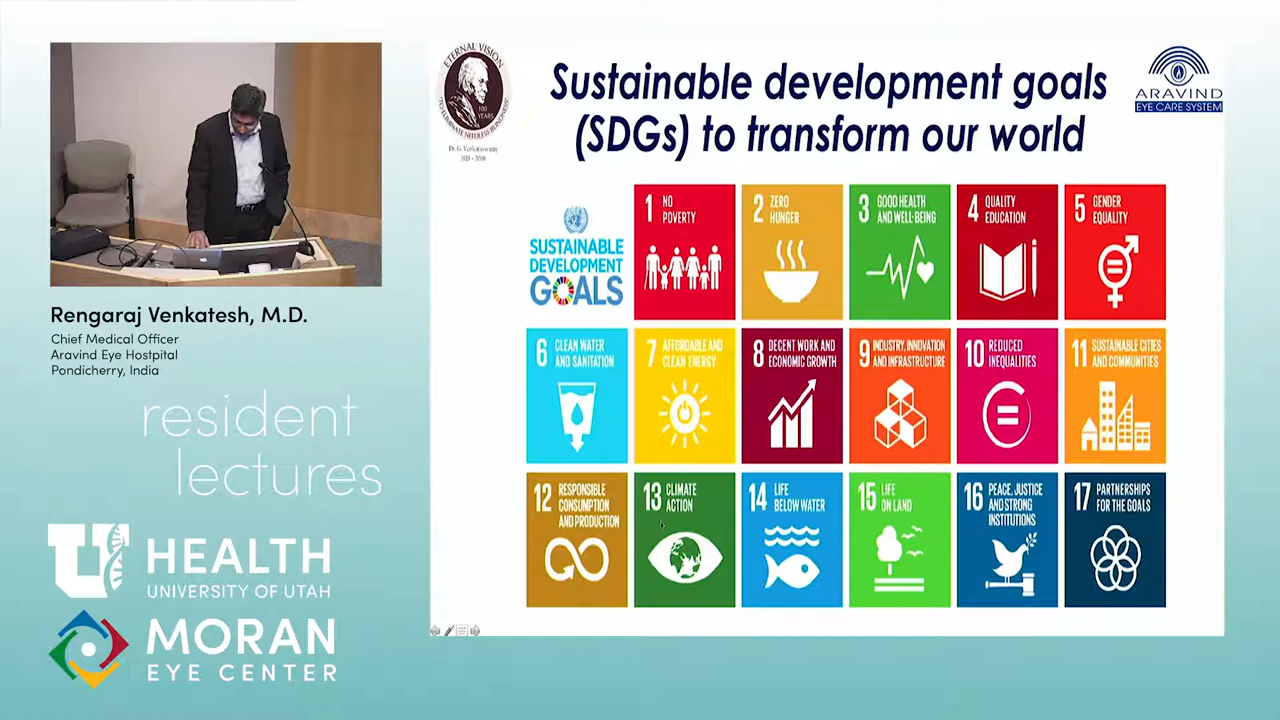 Rengaraj Venkatesh, M.D.
Chief Medical Officer
Aravind Eye Hostpital
Pondicherry, India
resident
lectures
U
HEALTH
UNIVERSITY OF UTAH
MORAN
EYE CENTER
ETERNAL VISION
"TO ELIMINATE NEEDLESS BLINDNESS"
100
YEARS
Dr. G. Venkataswamy
1918 - 2006
Sustainable development goals
(SDGs) to transform our world
ARAVIND
EYE CARE SYSTEM
SUSTAINABLE
DEVELOPMENT
GOALS
1 NO
POVERTY
2 ZERO
HUNGER
3 GOOD HEALTH
AND WELL-BEING
4 QUALITY
EDUCATION
5 GENDER
EQUALITY
6 CLEAN WATER
AND SANITATION
7 AFFORDABLE AND
CLEAN ENERGY
8 DECENT WORK AND
ECONOMIC GROWTH
9 INDUSTRY, INNOVATION
AND INFRASTRUCTURE
10 REDUCED
INEQUALITIES
11 SUSTAINABLE CITIES
AND COMMUNITIES
12 RESPONSIBLE
CONSUMPTION
AND PRODUCTION
13 CLIMATE
ACTION
14 LIFE
BELOW WATER
15 LIFE
ON LAND
16 PEACE, JUSTICE
AND STRONG
INSTITUTIONS
17 PARTNERSHIPS
FOR THE GOALS